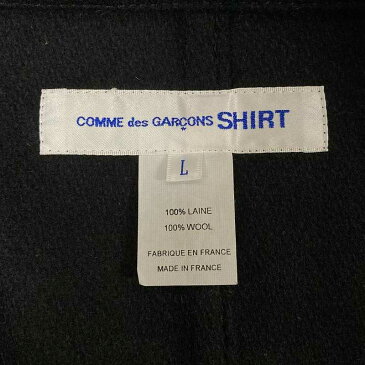 COMME des GARÇONS SHIRT
L
100% LAINE
100% WOOL
FABRIQUE EN FRANCE
MADE IN FRANCE